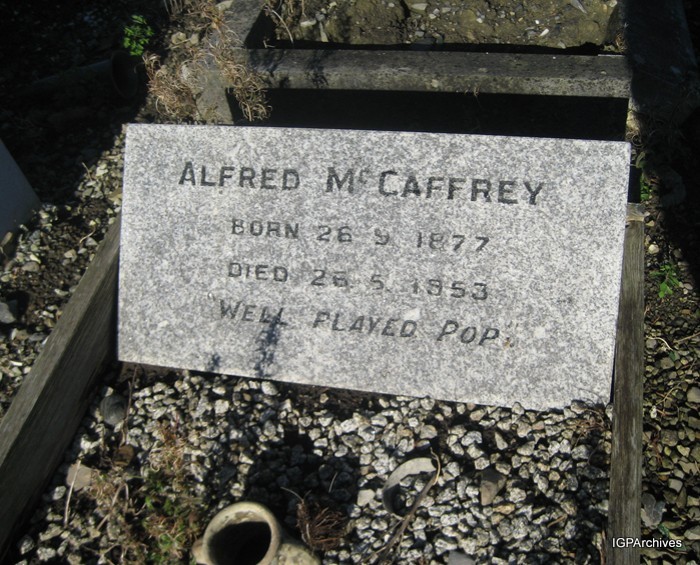 ALFRED McCAFFREY
BORN 26 9 1877
DIED 26 5 1953
"WELL PLAYED POP"
IGPArchives